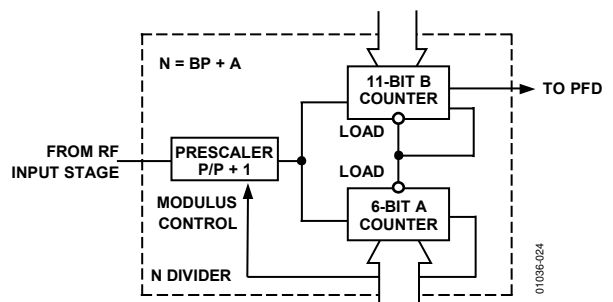 N = BP + A
11-BIT B
COUNTER
TO PFD
LOAD
FROM RF
INPUT STAGE
PRESCALER
P/P + 1
LOAD
MODULUS
CONTROL
6-BIT A
COUNTER
N DIVIDER
01036-024